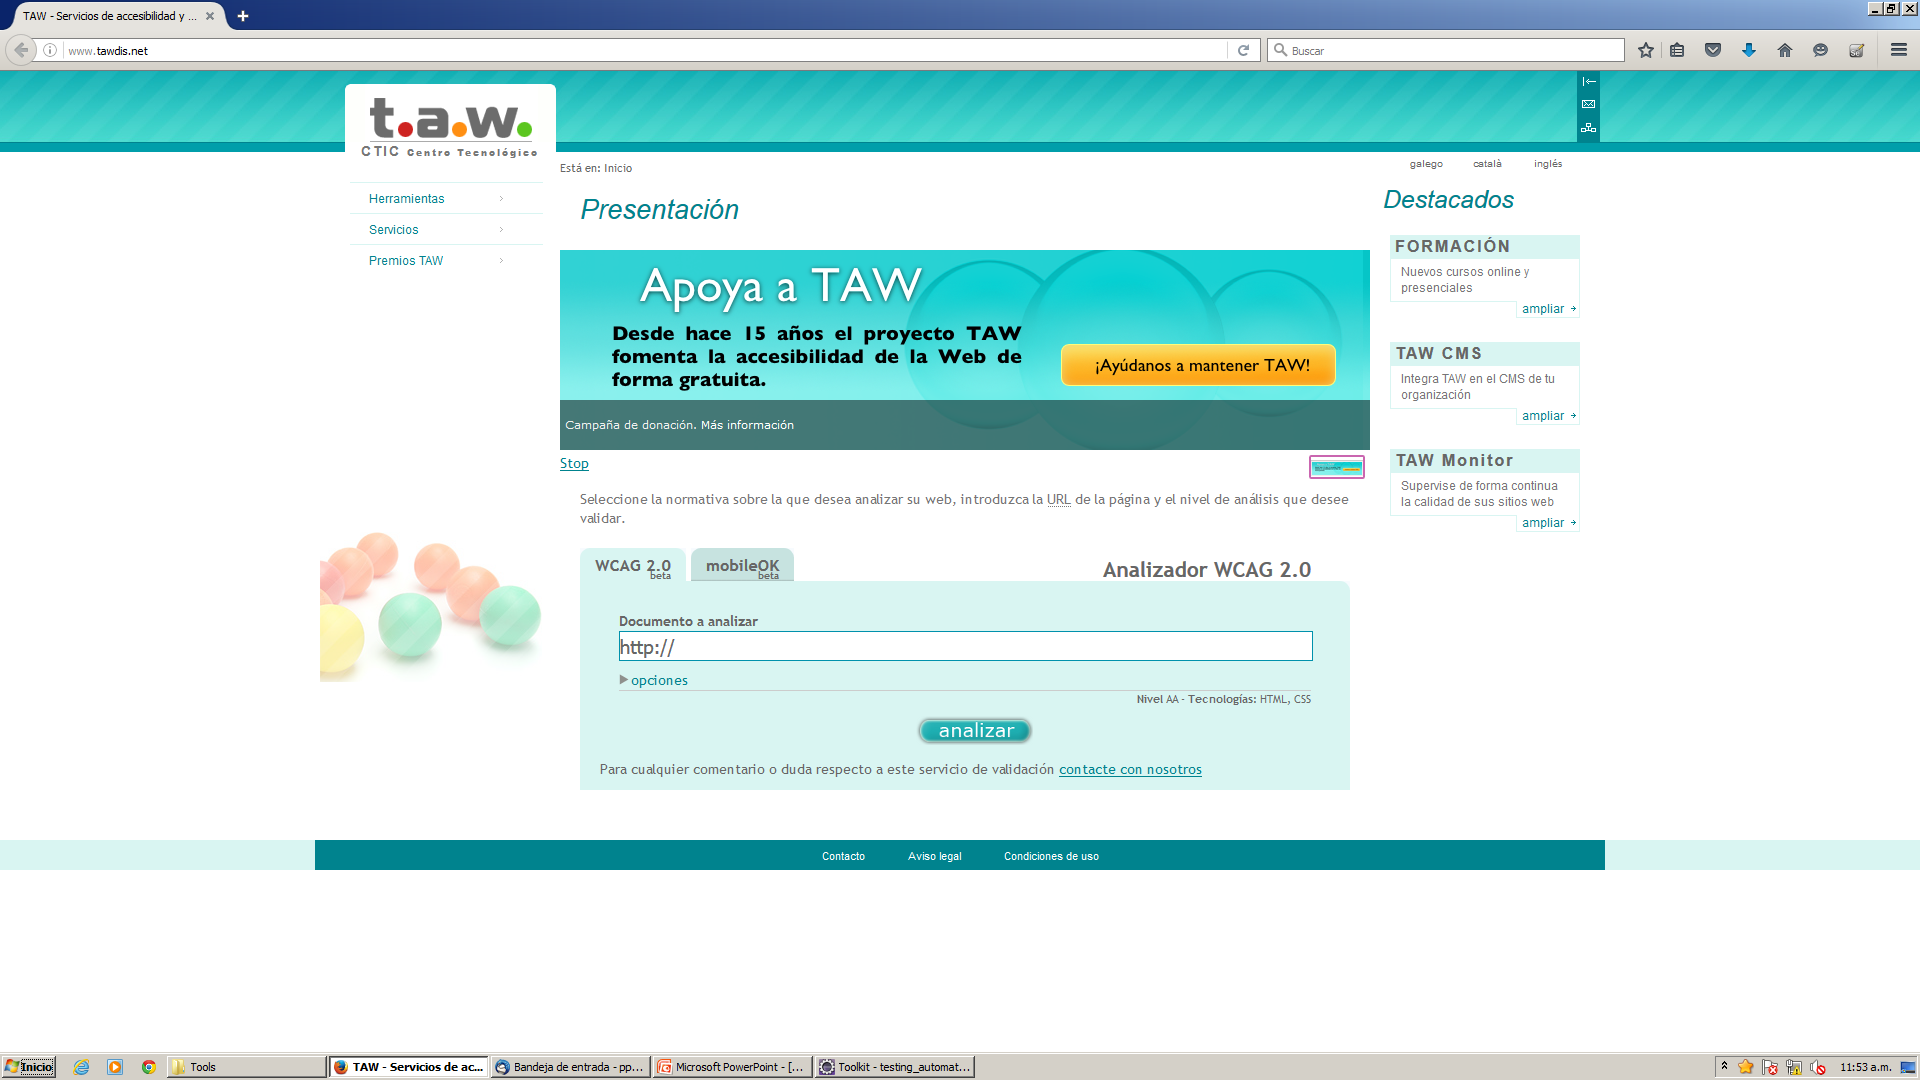 TAW - Servicios de accesibilidad y ...
www.tawdis.net
Buscar
t.a.w.
CTIC Centro Tecnológico
Está en: Inicio
galego català inglés
Herramientas
Servicios
Premios TAW
Presentación
Apoya a TAW
Desde hace 15 años el proyecto TAW
fomenta la accesibilidad de la Web de
forma gratuita.
¡Ayúdanos a mantener TAW!
Campaña de donación. Más información
Stop
Seleccione la normativa sobre la que desea analizar su web, introduzca la URL de la página y el nivel de análisis que desee
validar.
WCAG 2.0
beta
mobileOK
beta
Analizador WCAG 2.0
Documento a analizar
http://
opciones
Nivel AA - Tecnologías: HTML, CSS
analizar
Para cualquier comentario o duda respecto a este servicio de validación contacte con nosotros
Destacados
FORMACIÓN
Nuevos cursos online y
presenciales
ampliar
TAW CMS
Integra TAW en el CMS de tu
organización
ampliar
TAW Monitor
Supervise de forma continua
la calidad de sus sitios web
ampliar
Contacto Aviso legal Condiciones de uso
Inicio
Tools
TAW - Servicios de ac...
Bandeja de entrada - pp...
Microsoft PowerPoint - [...
Toolkit - testing_automat...
11:53 a.m.